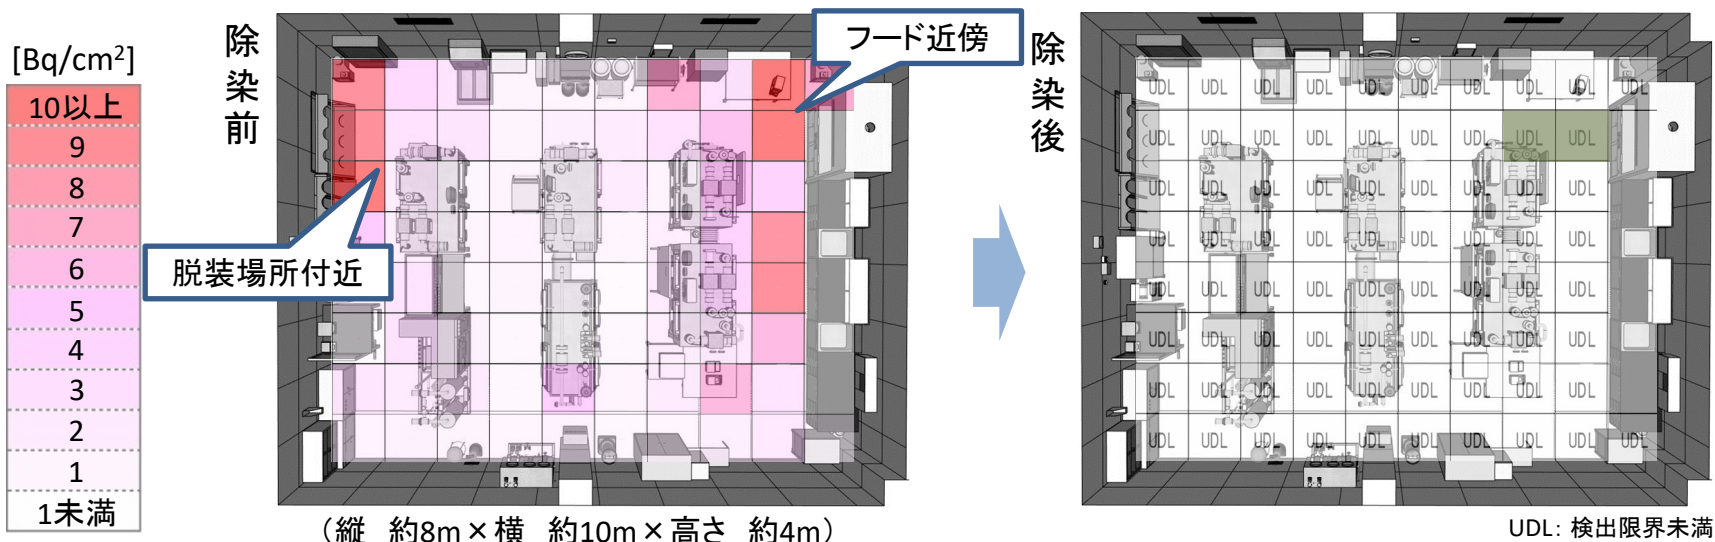 [Bq/cm²]
10以上
9
8
7
6
5
4
3
2
1
1未満
除染前
フード近傍
脱装場所付近
（縦 約8m×横 約10m×高さ 約4m）
除染後
UDL UDL UDL UDL UDL UDL UDL UDL UDL UDL
UDL UDL UDL UDL UDL UDL UDL UDL UDL
UDL UDL UDL UDL UDL UDL UDL UDL UDL
UDL UDL UDL UDL UDL UDL UDL UDL UDL
UDL UDL UDL UDL UDL UDL UDL UDL UDL
UDL UDL UDL UDL UDL UDL UDL UDL UDL
UDL UDL UDL UDL UDL UDL UDL UDL UDL
UDL UDL UDL UDL UDL UDL UDL UDL UDL UDL
UDL: 検出限界未満